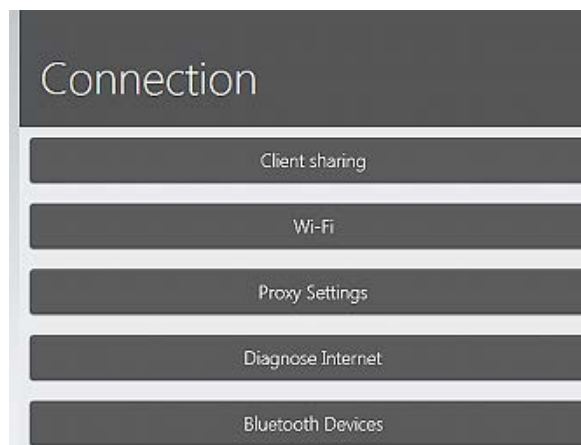 Connection
Client sharing
Wi-Fi
Proxy Settings
Diagnose Internet
Bluetooth Devices